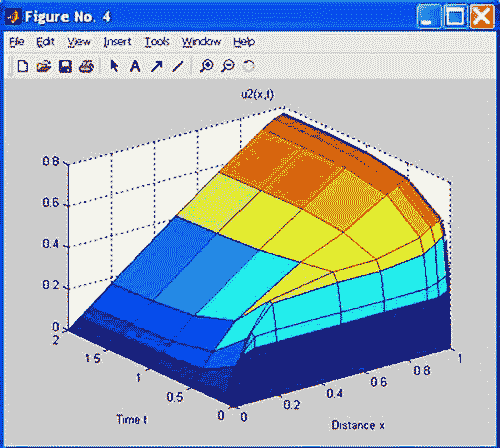 Figure No. 4
File Edit View Insert Tools Window Help
A
u2(x,t)
0.8
0.6
0.4
0.2
0
2
1.5
1
0.5
0
0
0.2
0.4
0.6
0.8
1
Time t
Distance x